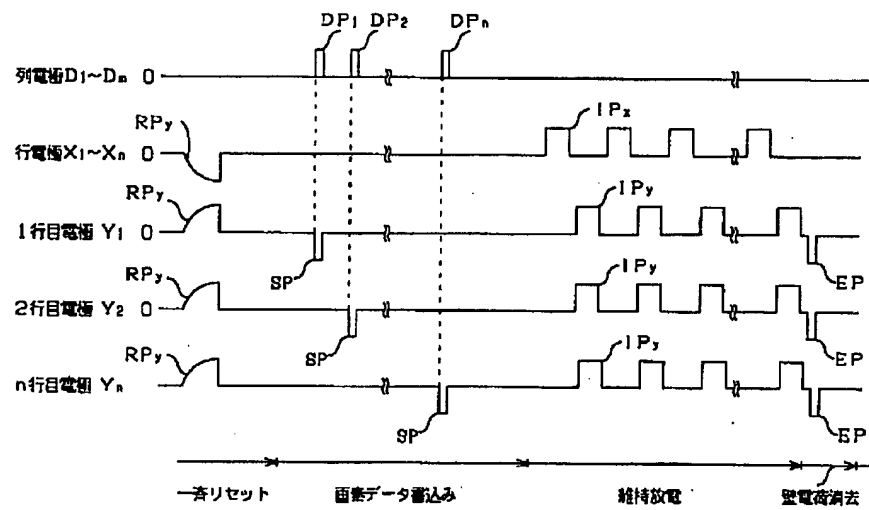 DP₁ DP₂ DPₙ
列電極D₁~Dₘ 0
RPy IPx
行電極X₁~Xₙ 0
RPy IPy
1行目電極 Y₁ 0
SP EP
RPy IPy
2行目電極 Y₂ 0
SP EP
RPy IPy
n行目電極 Yₙ
SP EP
一斉リセット 画素データ書込み 維持放電 壁電荷消去